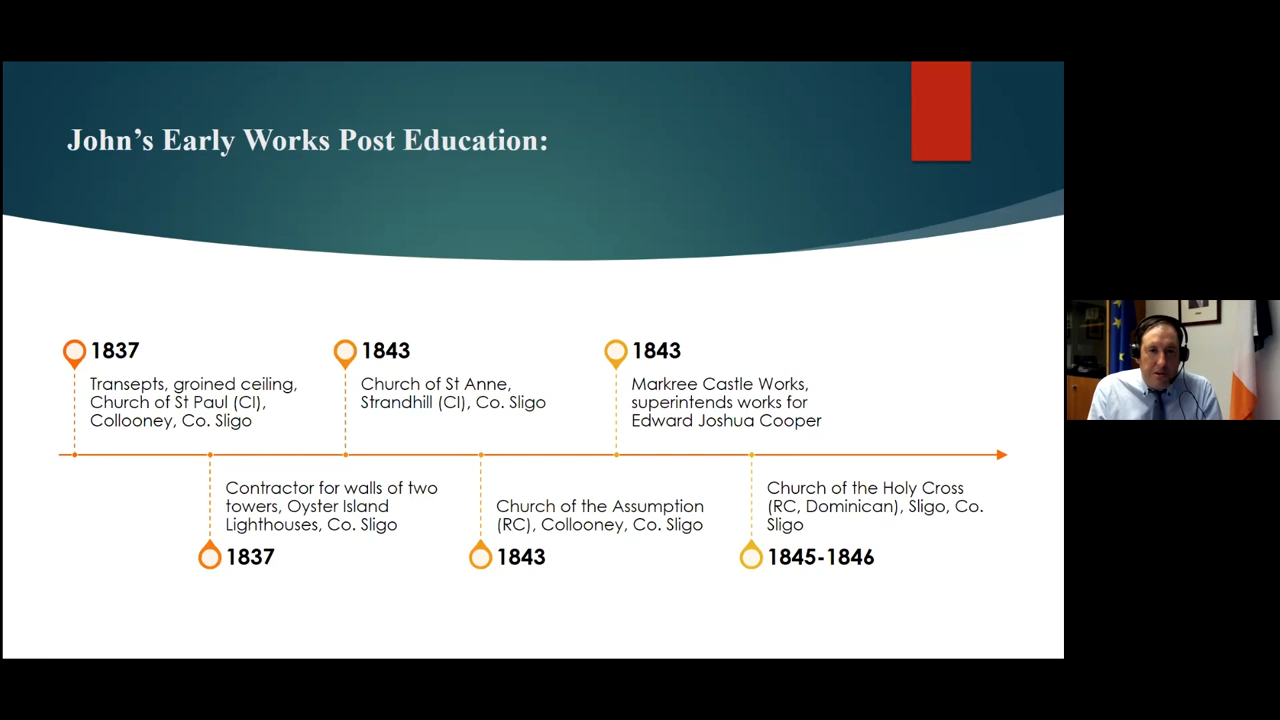 John's Early Works Post Education:
1837
Transepts, groined ceiling,
Church of St Paul (CI),
Collooney, Co. Sligo
Contractor for walls of two
towers, Oyster Island
Lighthouses, Co. Sligo
1837
1843
Church of St Anne,
Strandhill (CI), Co. Sligo
Church of the Assumption
(RC), Collooney, Co. Sligo
1843
1843
Markree Castle Works,
superintends works for
Edward Joshua Cooper
Church of the Holy Cross
(RC, Dominican), Sligo, Co.
Sligo
1845-1846